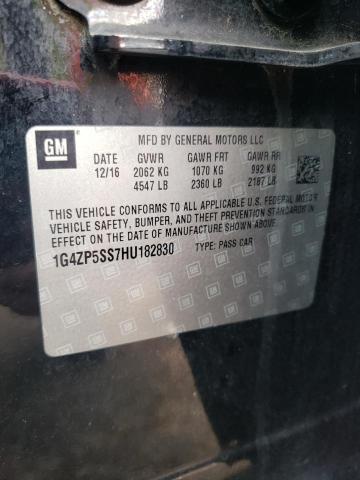 GM
MFD BY GENERAL MOTORS LLC
DATE GVWR GAWR FRT GAWR RR
12/16 2062 KG 1070 KG 992 KG
4547 LB 2360 LB 2187 LB
THIS VEHICLE CONFORMS TO ALL APPLICABLE U.S. FEDERAL MOTOR
VEHICLE SAFETY, BUMPER, AND THEFT PREVENTION STANDARDS IN
EFFECT ON THE DATE OF MANUFACTURE SHOWN ABOVE.
1G4ZP5SS7HU182830 TYPE: PASS CAR